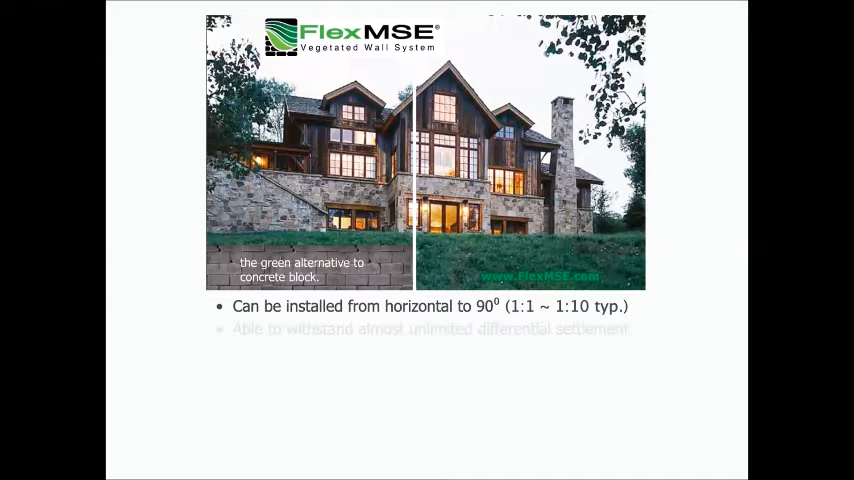 FlexMSE®
Vegetated Wall System
the green alternative to
concrete block.
www.FlexMSE.com
• Can be installed from horizontal to 90⁰ (1:1 ~ 1:10 typ.)
• Able to withstand almost unlimited differential settlement